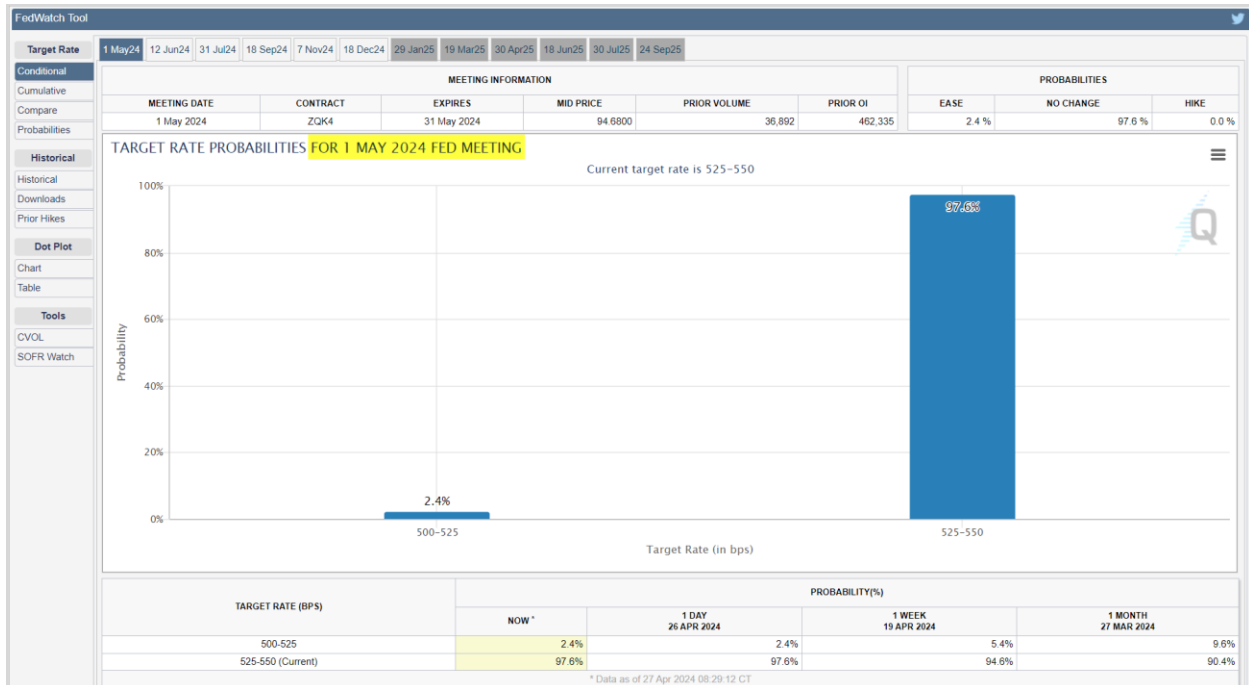 FedWatch Tool
Target Rate
Conditional
Cumulative
Compare
Probabilities
Historical
Historical
Downloads
Prior Hikes
Dot Plot
Chart
Table
Tools
CVOL
SOFR Watch
1 May24 12 Jun24 31 Jul24 18 Sep24 7 Nov24 18 Dec24 29 Jan25 19 Mar25 30 Apr25 18 Jun25 30 Jul25 24 Sep25
MEETING INFORMATION
MEETING DATE CONTRACT EXPIRES MID PRICE PRIOR VOLUME PRIOR OI
1 May 2024 ZQK4 31 May 2024 94.6800 36,892 462,335
PROBABILITIES
EASE NO CHANGE HIKE
2.4 % 97.6 % 0.0 %
TARGET RATE PROBABILITIES FOR 1 MAY 2024 FED MEETING
Current target rate is 525-550
Probability
100%
80%
60%
40%
20%
0%
2.4%
97.6%
Q
500-525 525-550
Target Rate (in bps)
TARGET RATE (BPS) PROBABILITY(%)
NOW * 1 DAY 1 WEEK 1 MONTH
26 APR 2024 19 APR 2024 27 MAR 2024
500-525 2.4% 2.4% 5.4% 9.6%
525-550 (Current) 97.6% 97.6% 94.6% 90.4%
* Data as of 27 Apr 2024 08:29:12 CT